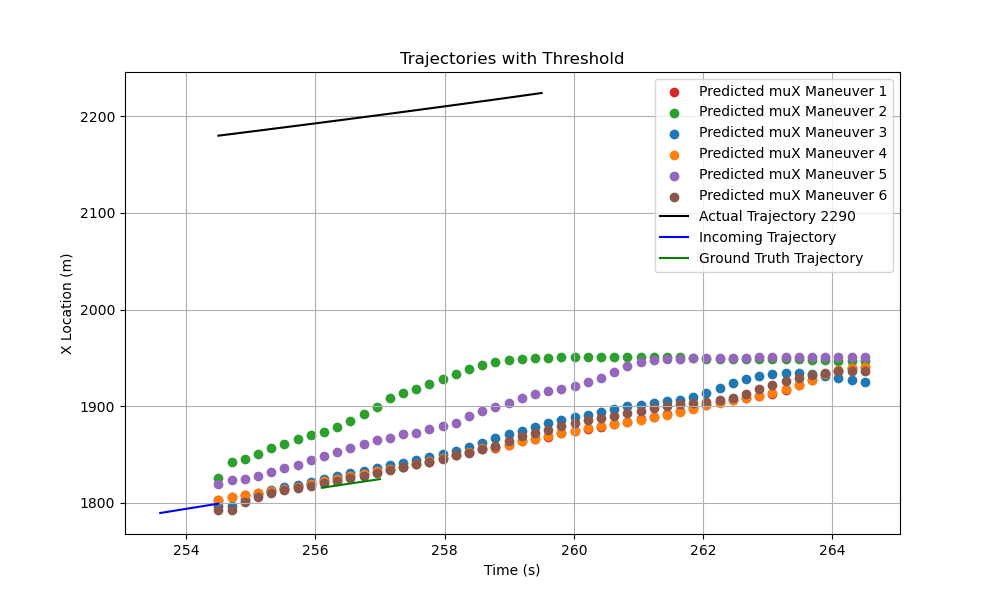 Trajectories with Threshold
Predicted muX Maneuver 1
Predicted muX Maneuver 2
Predicted muX Maneuver 3
Predicted muX Maneuver 4
Predicted muX Maneuver 5
Predicted muX Maneuver 6
Actual Trajectory 2290
Incoming Trajectory
Ground Truth Trajectory
X Location (m)
2200
2100
2000
1900
1800
254 256 258 260 262 264
Time (s)